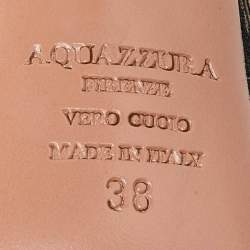 AQUAZZURA
FIRENZE
VERO CUOIO
MADE IN ITALY
38